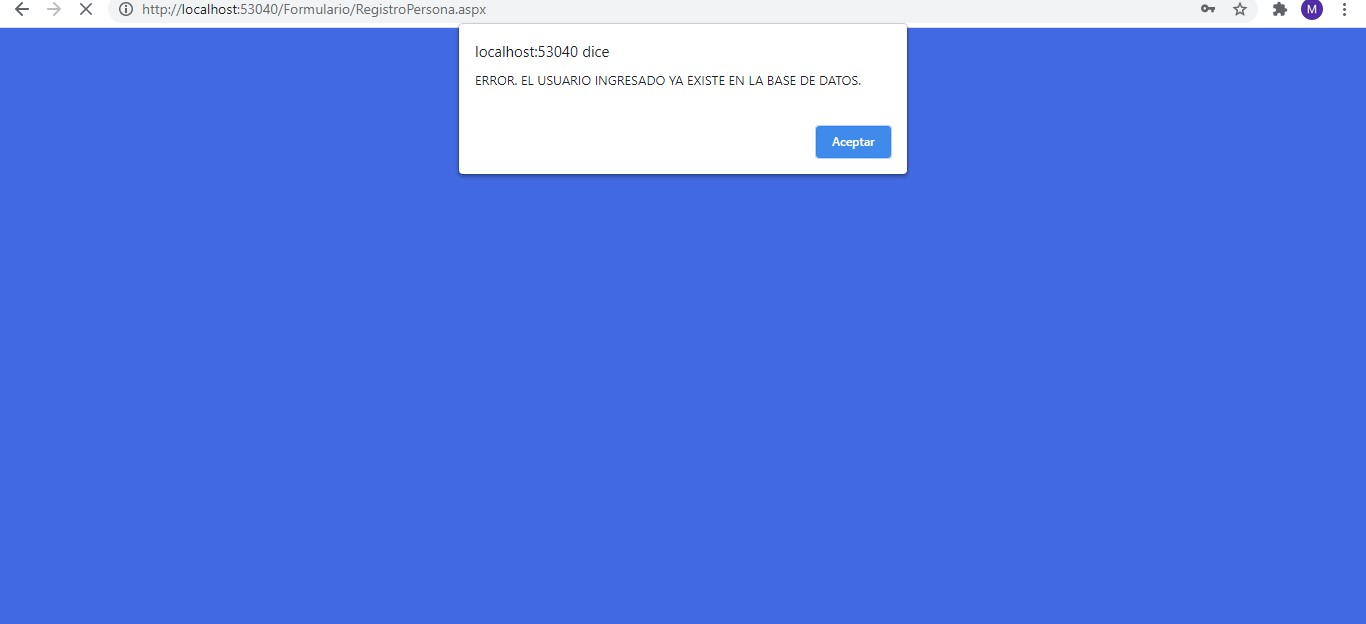 http://localhost:53040/Formulario/RegistroPersona.aspx
M
localhost:53040 dice
ERROR. EL USUARIO INGRESADO YA EXISTE EN LA BASE DE DATOS.
Aceptar